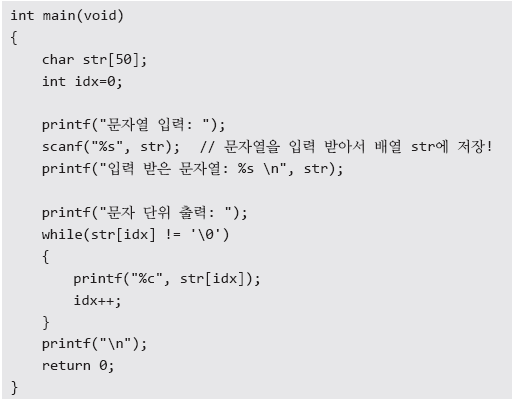 int main(void)
{
    char str[50];
    int idx=0;

    printf("문자열 입력: ");
    scanf("%s", str);  // 문자열을 입력 받아서 배열 str에 저장!
    printf("입력 받은 문자열: %s \n", str);

    printf("문자 단위 출력: ");
    while(str[idx] != '\0')
    {
        printf("%c", str[idx]);
        idx++;
    }
    printf("\n");
    return 0;
}